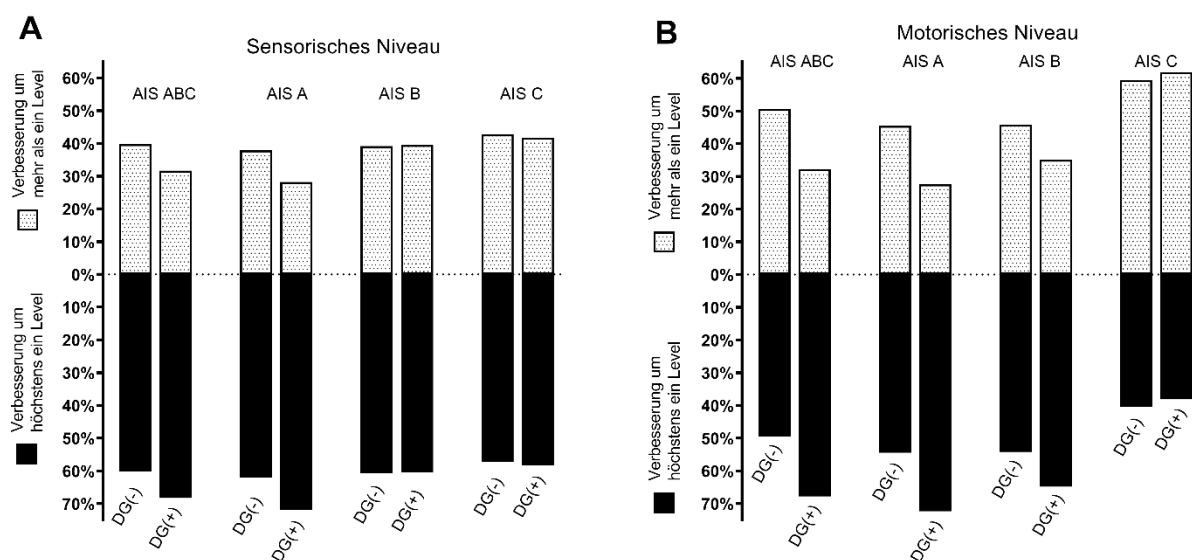 A
Sensorisches Niveau
Verbesserung um
mehr als ein Level
Verbesserung um
höchstens ein Level
60%
50%
40%
30%
20%
10%
0%
10%
20%
30%
40%
50%
60%
70%
AIS ABC
AIS A
AIS B
AIS C
DG(-)
DG(+)
DG(-)
DG(+)
DG(-)
DG(+)
DG(-)
DG(+)
B
Motorisches Niveau
Verbesserung um
mehr als ein Level
Verbesserung um
höchstens ein Level
60%
50%
40%
30%
20%
10%
0%
10%
20%
30%
40%
50%
60%
70%
AIS ABC
AIS A
AIS B
AIS C
DG(-)
DG(+)
DG(-)
DG(+)
DG(-)
DG(+)
DG(-)
DG(+)